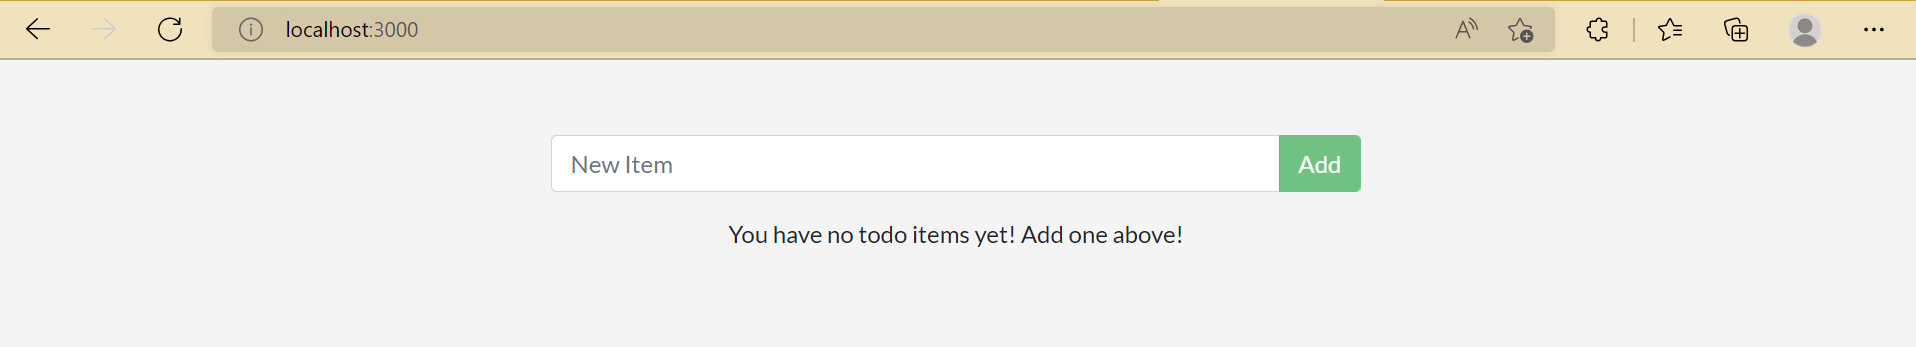 localhost:3000
New Item
Add
You have no todo items yet! Add one above!